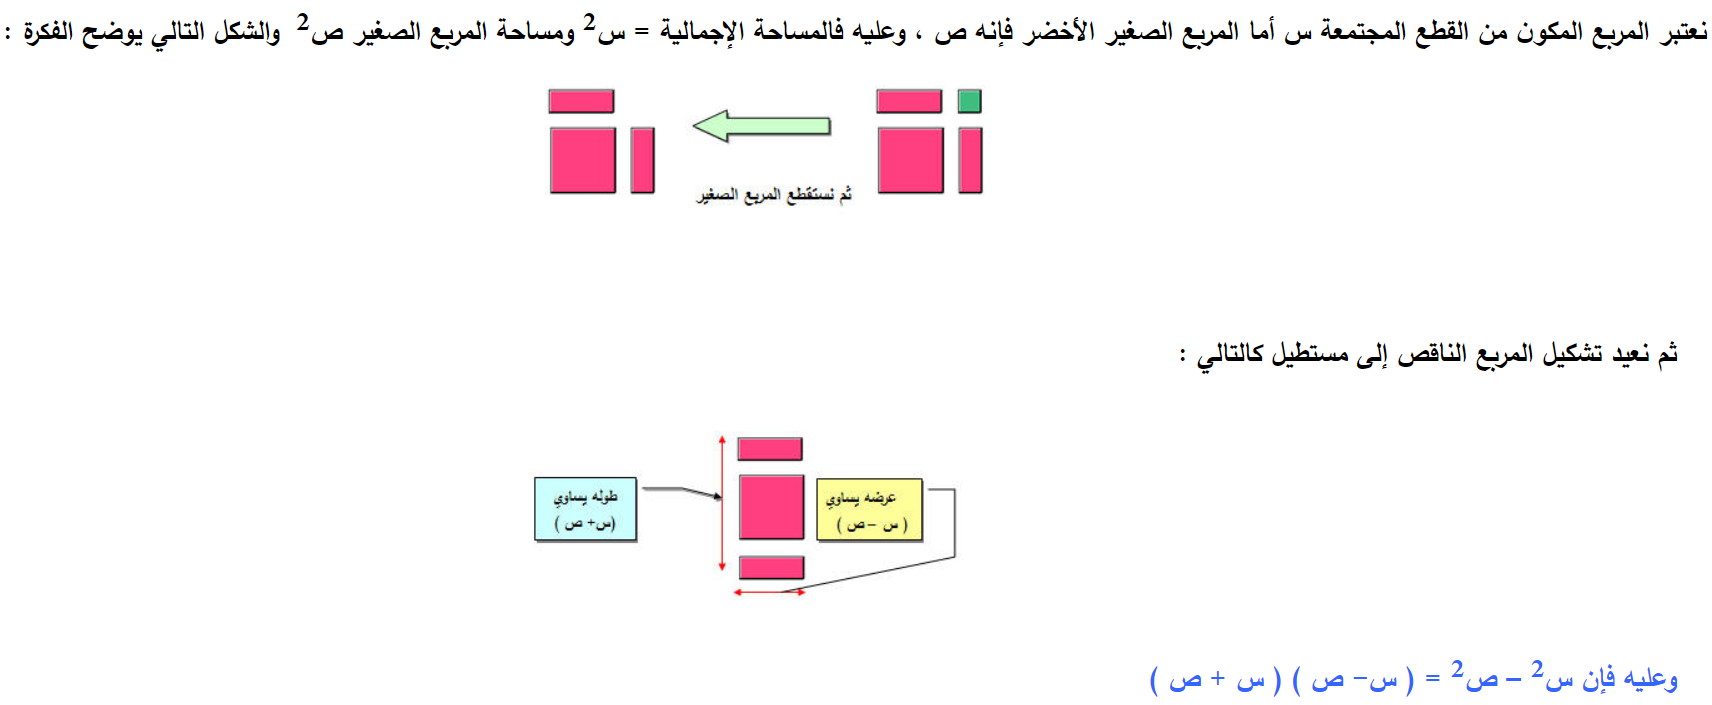 نعتبر المربع المكون من القطع المجتمعة س أما المربع الصغير الأخضر فإنه ص ، وعليه فالمساحة الإجمالية = س2 ومساحة المربع الصغير ص2 والشكل التالي يوضح الفكرة :
ثم نستقطع المربع الصغير
ثم نعيد تشكيل المربع الناقص إلى مستطيل كالتالي :
عرضه يساوي
( س – ص )
طوله يساوي
(س+ ص )
وعليه فإن س2 – ص2 = ( س– ص ) ( س + ص )